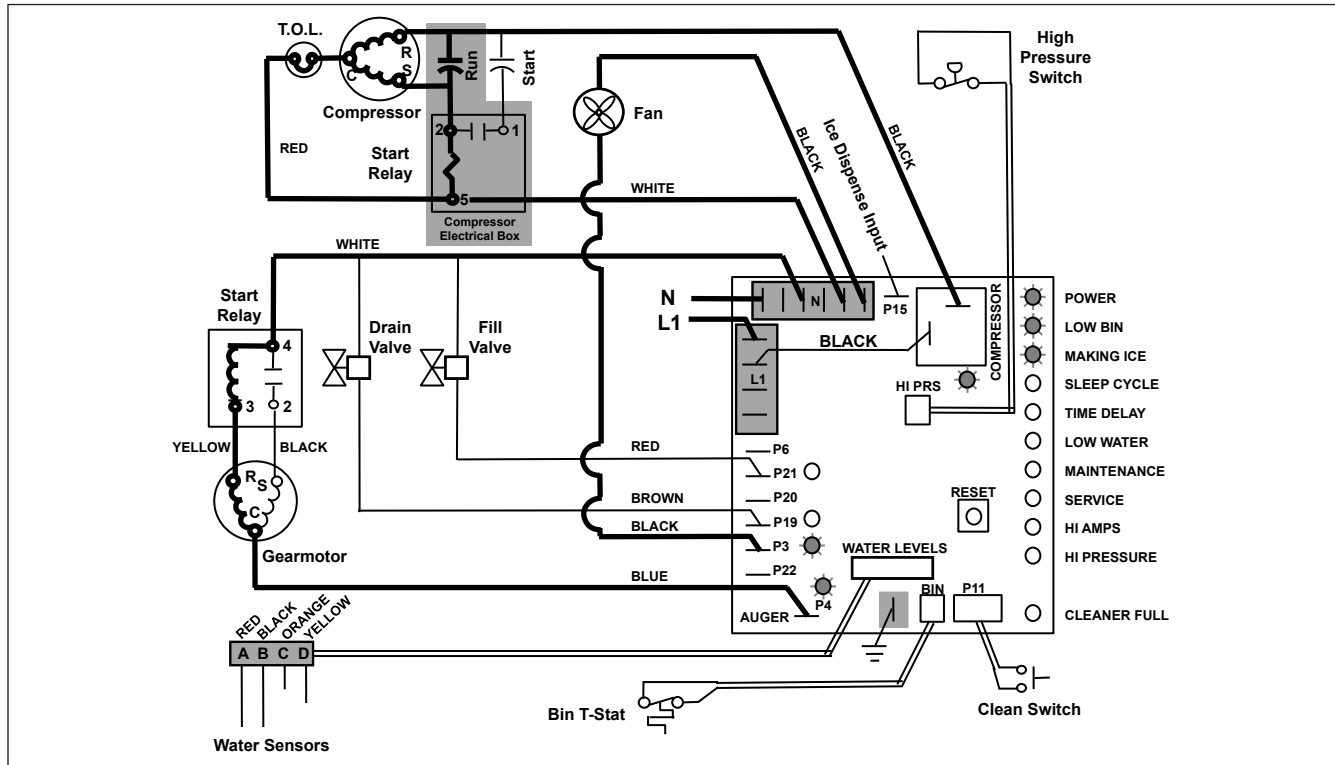 T.O.L.
R
S
C
Compressor
Run
Start
2
1
Start
Relay
5
Compressor
Electrical Box
RED
WHITE
Fan
BLACK
Ice Dispense Input
BLACK
High
Pressure
Switch
WHITE
Start
Relay
4
3
2
YELLOW
BLACK
R
S
C
Gearmotor
Drain
Valve
Fill
Valve
N
L1
N
P15
BLACK
L1
COMPRESSOR
HI PRS
RED
BROWN
BLACK
BLUE
P6
P21
P20
P19
P3
P22
P4
AUGER
WATER LEVELS
RESET
BIN
P11
POWER
LOW BIN
MAKING ICE
SLEEP CYCLE
TIME DELAY
LOW WATER
MAINTENANCE
SERVICE
HI AMPS
HI PRESSURE
CLEANER FULL
RED
BLACK
ORANGE
YELLOW
A B C D
Water Sensors
Bin T-Stat
Clean Switch